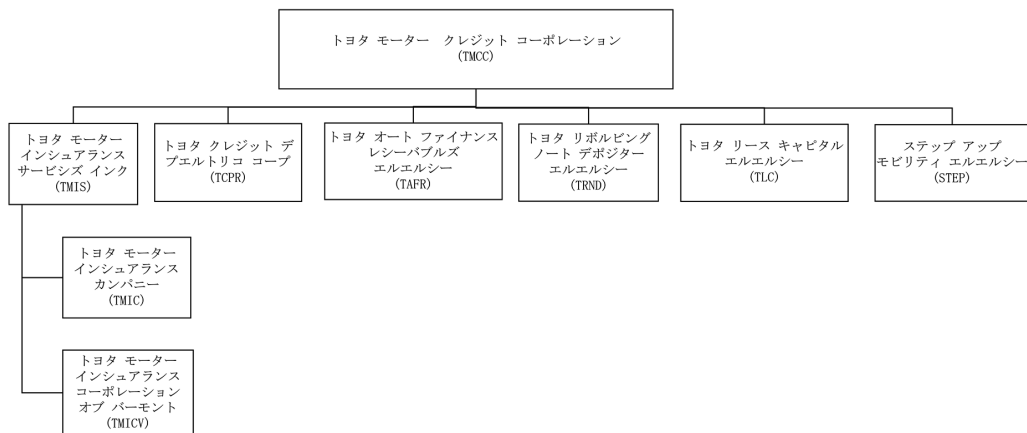 トヨタ モーター　クレジット コーポレーション
(TMCC)
トヨタ モーター
インシュアランス
サービシズ インク
(TMIS)
トヨタ クレジット デ
プエルトリコ コープ
(TCPR)
トヨタ オート ファイナンス
レシーバブルズ
エルエルシー
(TAFR)
トヨタ リボルビング
ノート デポジター
エルエルシー
(TRND)
トヨタ リース キャピタル
エルエルシー
(TLC)
ステップ アップ
モビリティ エルエルシー
(STEP)
トヨタ モーター
インシュアランス
カンパニー
(TMIC)
トヨタ モーター
インシュアランス
コーポレーション
オブ バーモント
(TMICV)